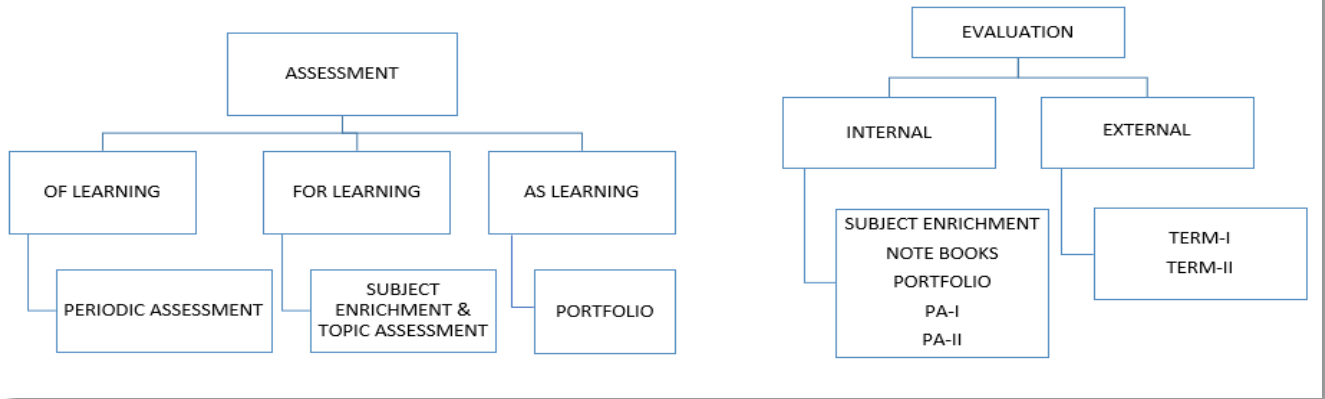 ASSESSMENT
OF LEARNING
FOR LEARNING
AS LEARNING
PERIODIC ASSESSMENT
SUBJECT
ENRICHMENT &
TOPIC ASSESSMENT
PORTFOLIO
EVALUATION
INTERNAL
EXTERNAL
SUBJECT ENRICHMENT
NOTE BOOKS
PORTFOLIO
PA-I
PA-II
TERM-I
TERM-II